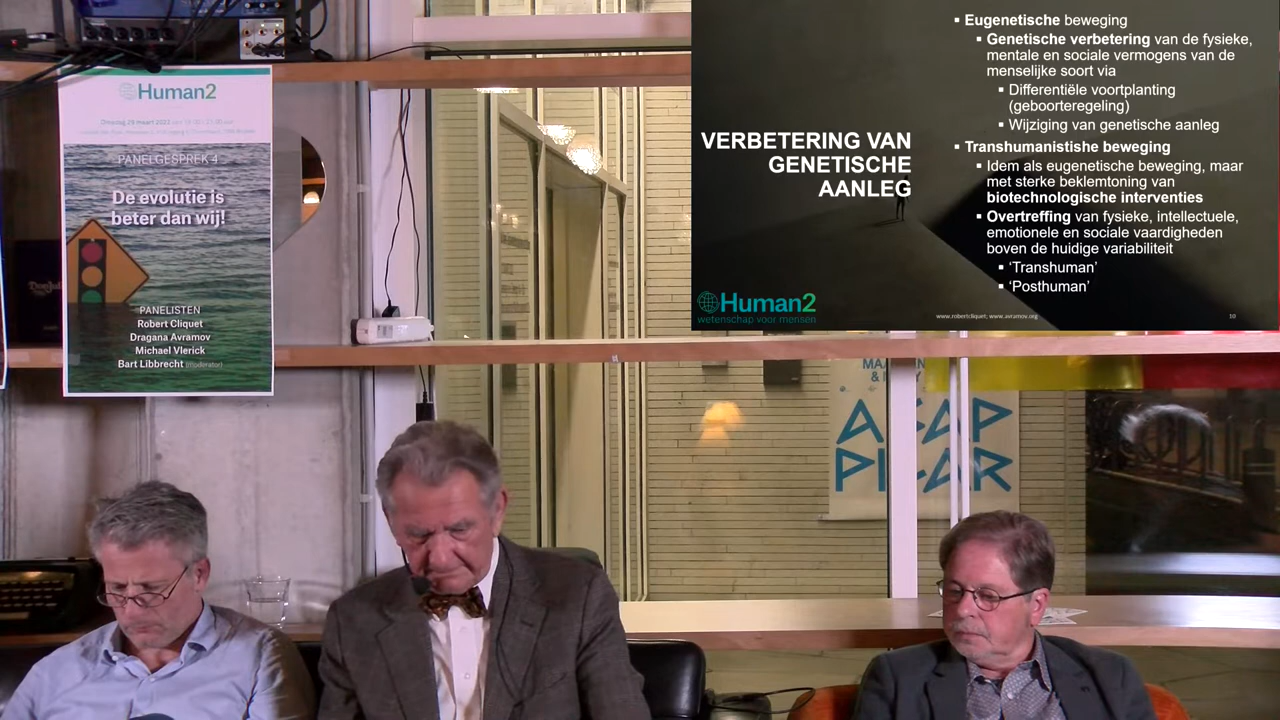 Human2
Dinsdag 29 maart 2022
PANELGESPREK 4
De evolutie is
beter dan wij!
PANELISTEN
Robert Cliquet
Dragana Avramov
Michael Vlerick
Bart Libbrecht (moderator)
VERBETERING VAN
GENETISCHE
AANLEG
▪ Eugenetische beweging
▪ Genetische verbetering van de fysieke,
mentale en sociale vermogens van de
menselijke soort via
▪ Differentiële voortplanting
(geboorteregeling)
▪ Wijziging van genetische aanleg
▪ Transhumanistishe beweging
▪ Idem als eugenetische beweging, maar
met sterke beklemtoning van
biotechnologische interventies
▪ Overtreffing van fysieke, intellectuele,
emotionele en sociale vaardigheden
boven de huidige variabiliteit
▪ ‘Transhuman’
▪ ‘Posthuman’
Human2
wetenschap voor mensen
www.robertcliquet; www.avramov.org
10